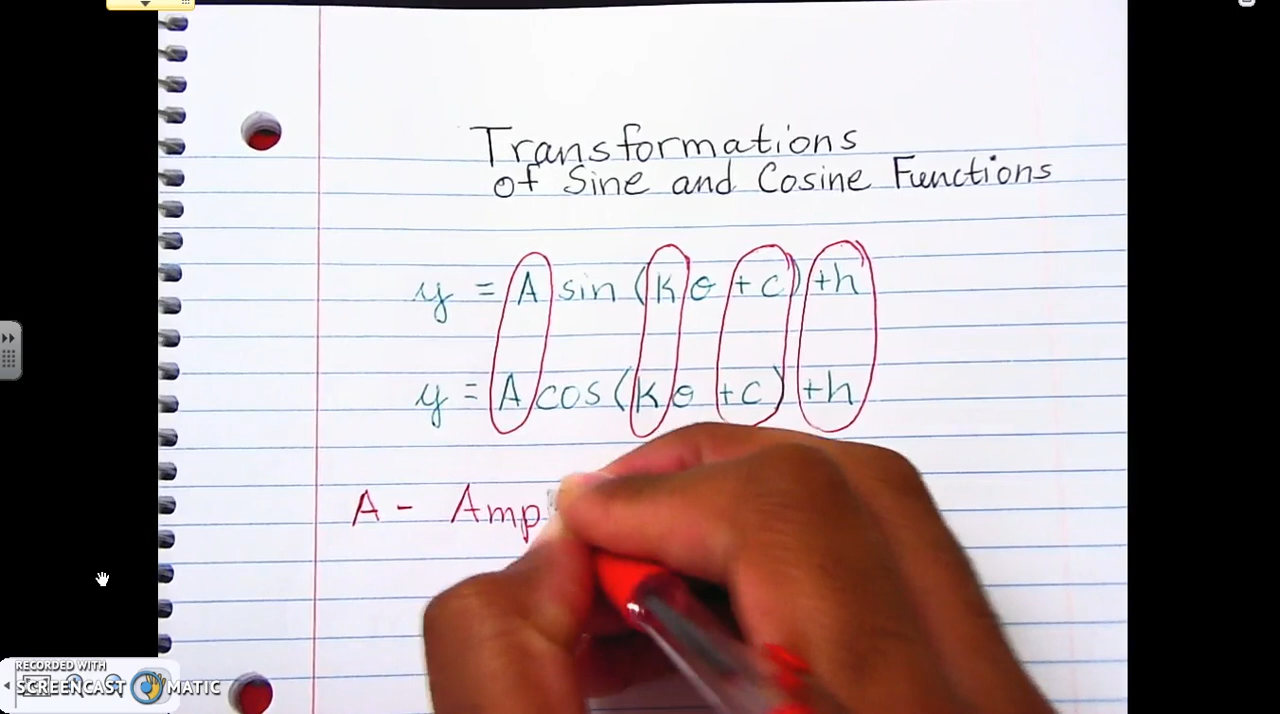 Transformations
of Sine and Cosine Functions
y = A sin (kθ + c) + h
y = A cos (kθ + c) + h
A - Amp
RECORDED WITH
SCREENCAST MATIC